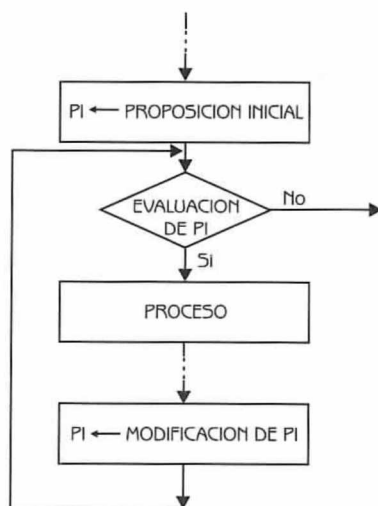 PI ← PROPOSICION INICIAL
EVALUACION
DE PI
No
Si
PROCESO
PI ← MODIFICACION DE PI